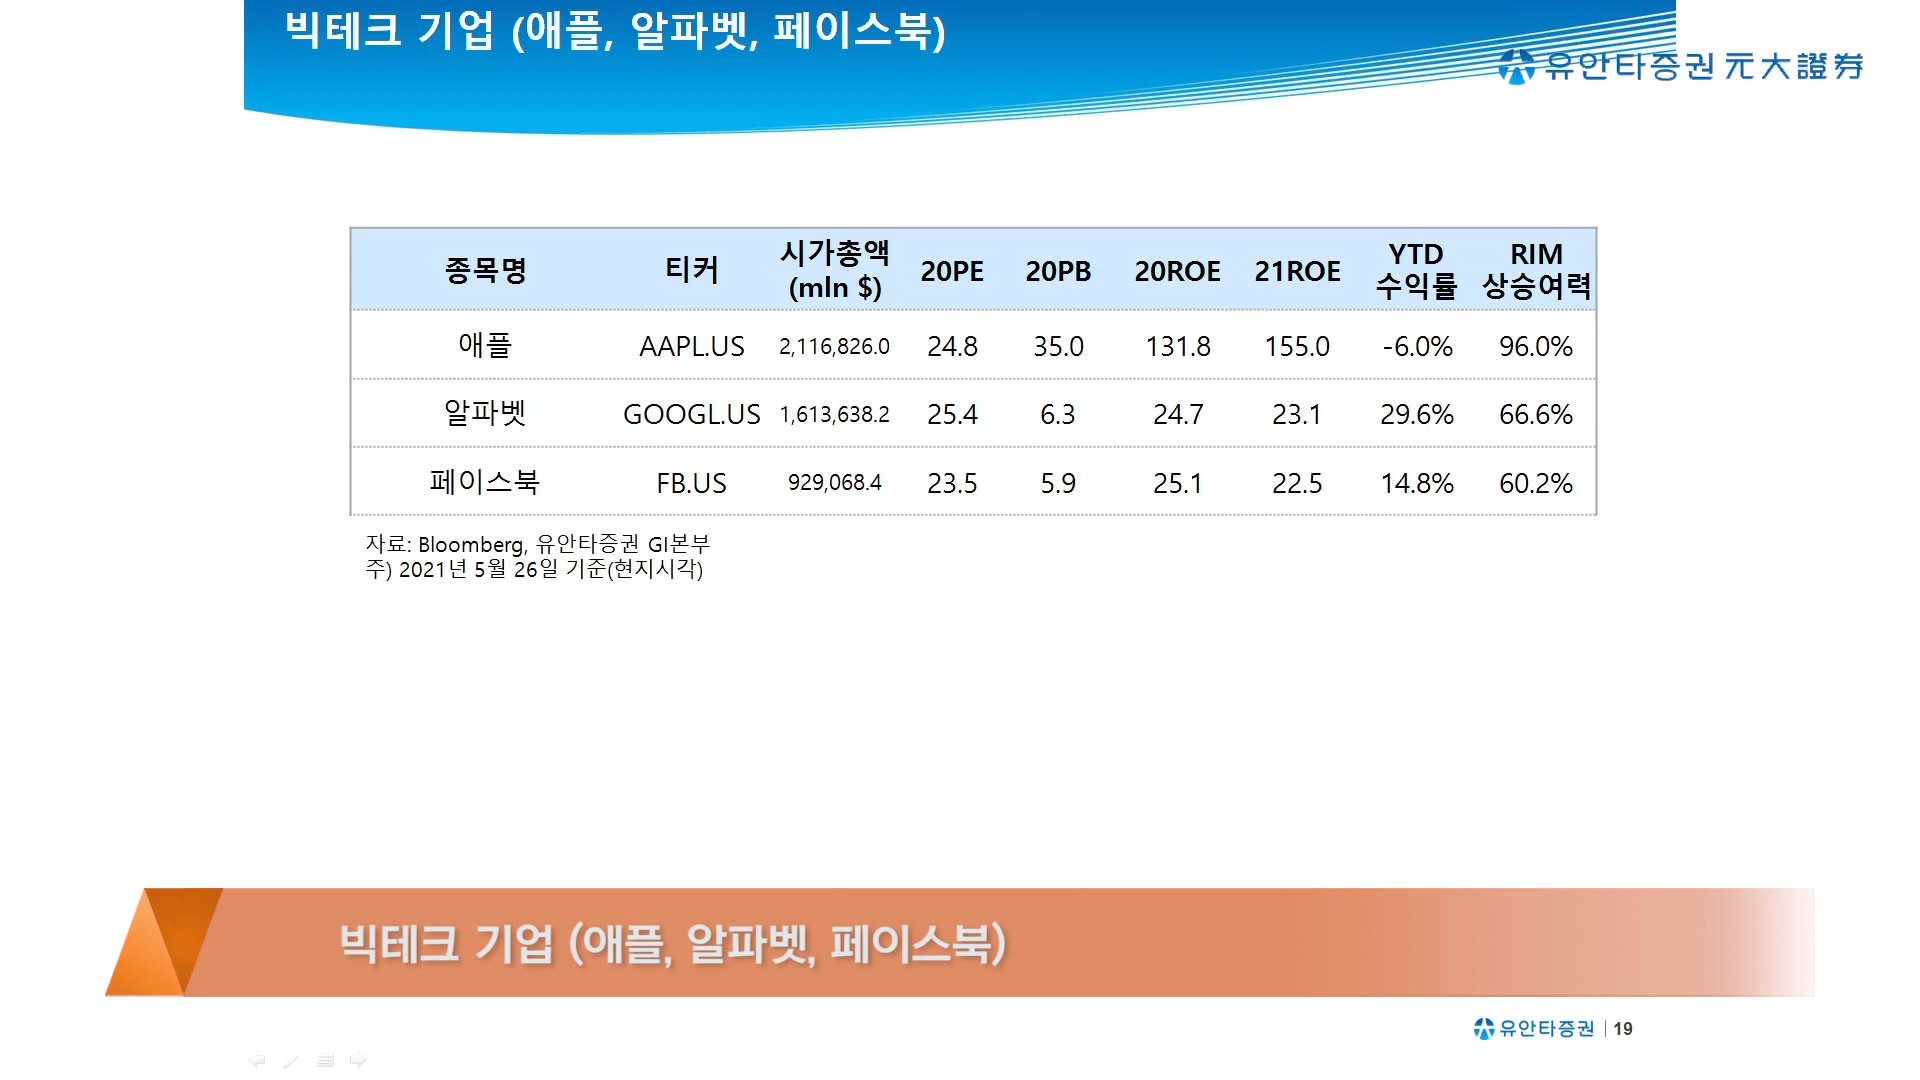 빅테크 기업 (애플, 알파벳, 페이스북)
유안타증권 元大證券
종목명 티커 시가총액 (mln $) 20PE 20PB 20ROE 21ROE YTD 수익률 RIM 상승여력
애플 AAPL.US 2,116,826.0 24.8 35.0 131.8 155.0 -6.0% 96.0%
알파벳 GOOGL.US 1,613,638.2 25.4 6.3 24.7 23.1 29.6% 66.6%
페이스북 FB.US 929,068.4 23.5 5.9 25.1 22.5 14.8% 60.2%
자료: Bloomberg, 유안타증권 GI본부
주) 2021년 5월 26일 기준(현지시각)
빅테크 기업 (애플, 알파벳, 페이스북)
유안타증권 | 19